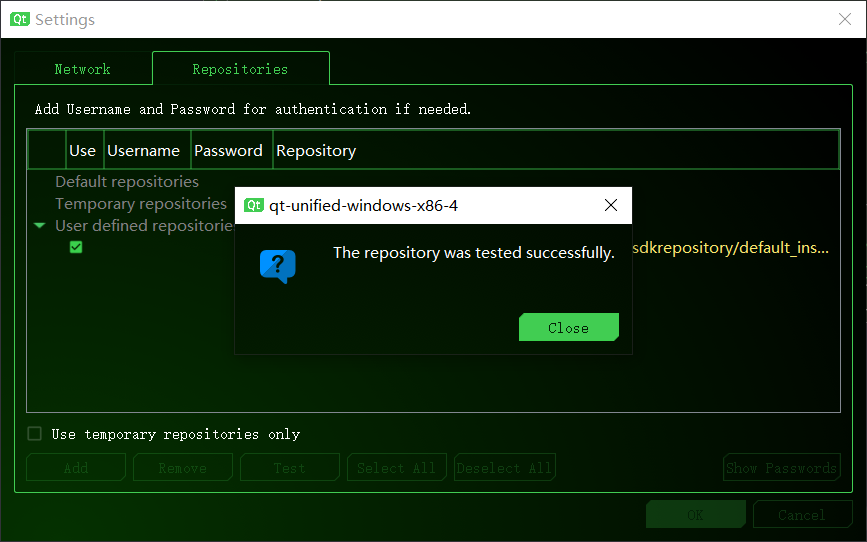 Qt Settings
Network Repositories
Add Username and Password for authentication if needed.
Use Username Password Repository
Default repositories
Temporary repositories
User defined repositorie
sdkrepository/default_ins...
Qt qt-unified-windows-x86-4
The repository was tested successfully.
Close
Use temporary repositories only
Add Remove Test Select All Deselect All Show Passwords
OK Cancel